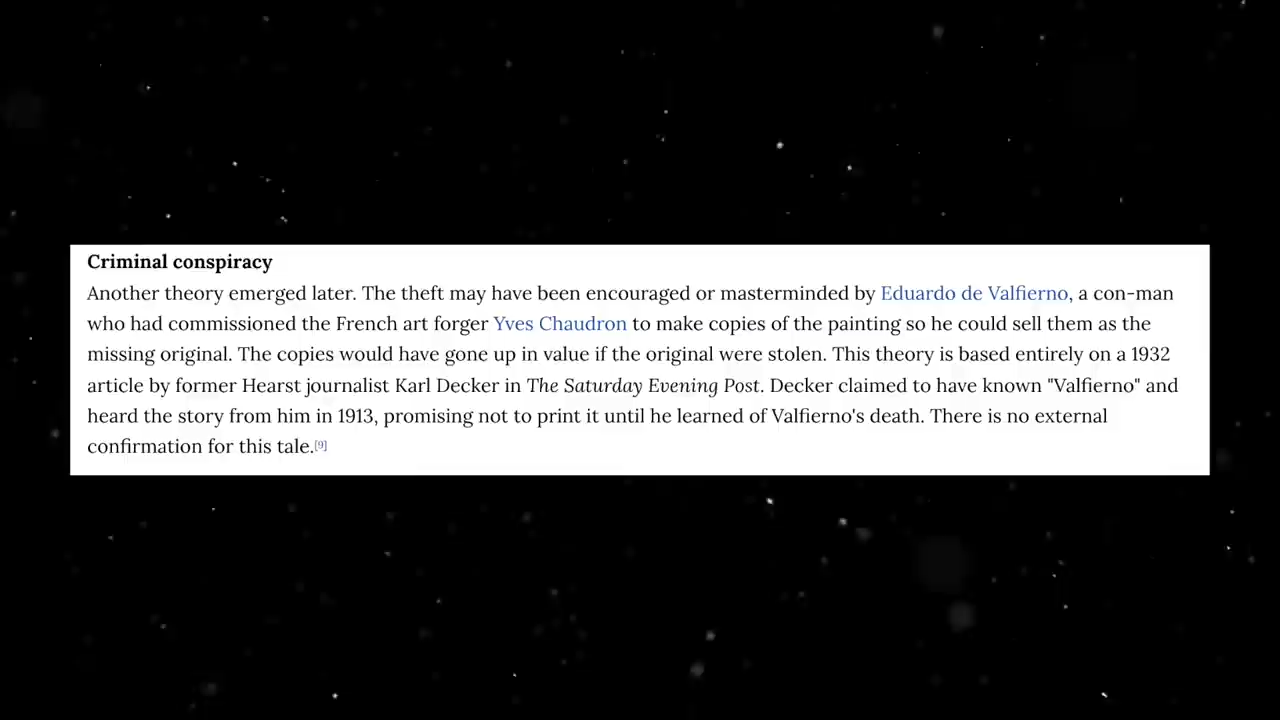 Criminal conspiracy
Another theory emerged later. The theft may have been encouraged or masterminded by Eduardo de Valfierno, a con-man
who had commissioned the French art forger Yves Chaudron to make copies of the painting so he could sell them as the
missing original. The copies would have gone up in value if the original were stolen. This theory is based entirely on a 1932
article by former Hearst journalist Karl Decker in The Saturday Evening Post. Decker claimed to have known "Valfierno" and
heard the story from him in 1913, promising not to print it until he learned of Valfierno's death. There is no external
confirmation for this tale.[9]